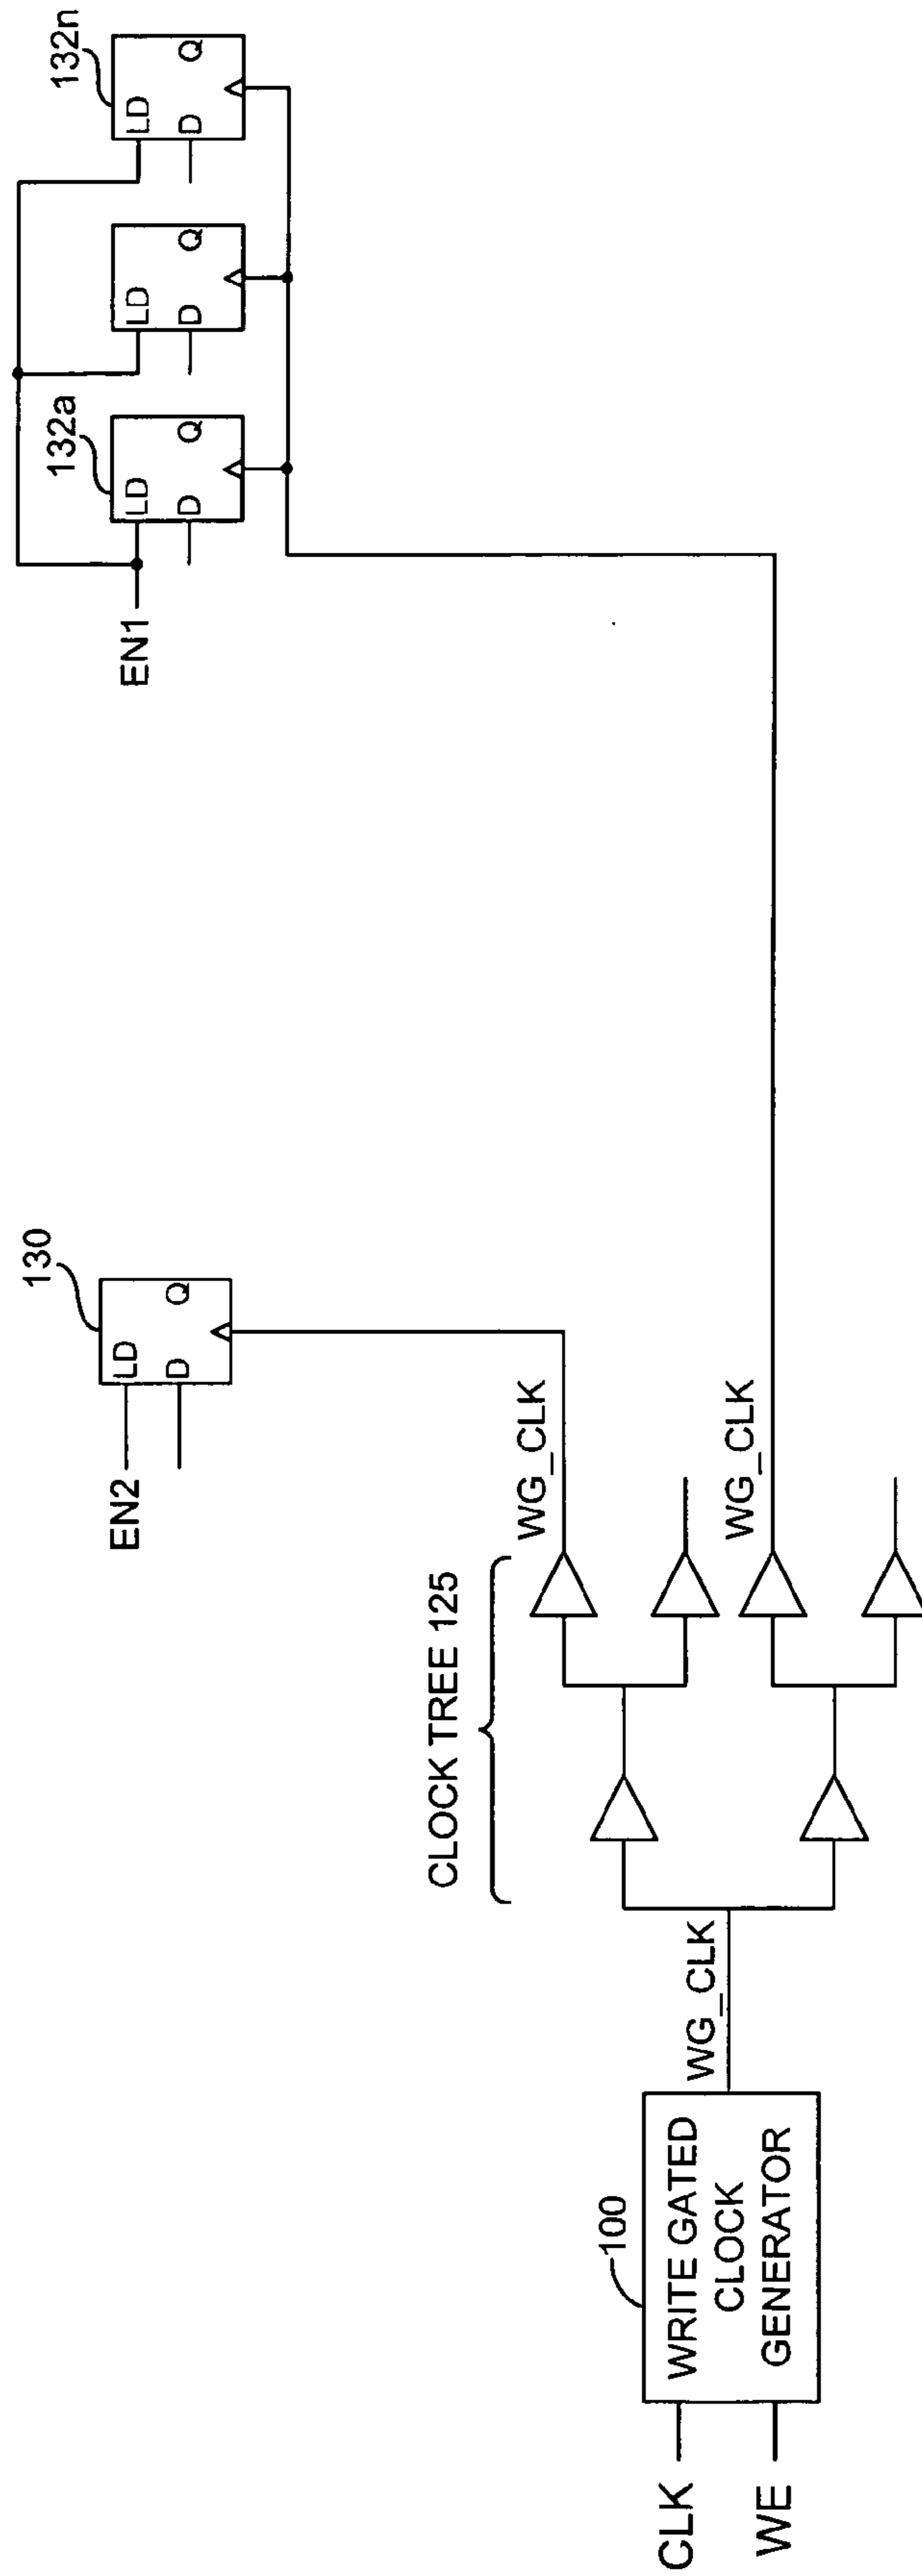 CLK
WE
100
WRITE GATED
CLOCK
GENERATOR
WG_CLK
CLOCK TREE 125
WG_CLK
WG_CLK
EN2
130
LD
D
Q
EN1
132a
LD
D
Q
LD
D
Q
132n
LD
D
Q